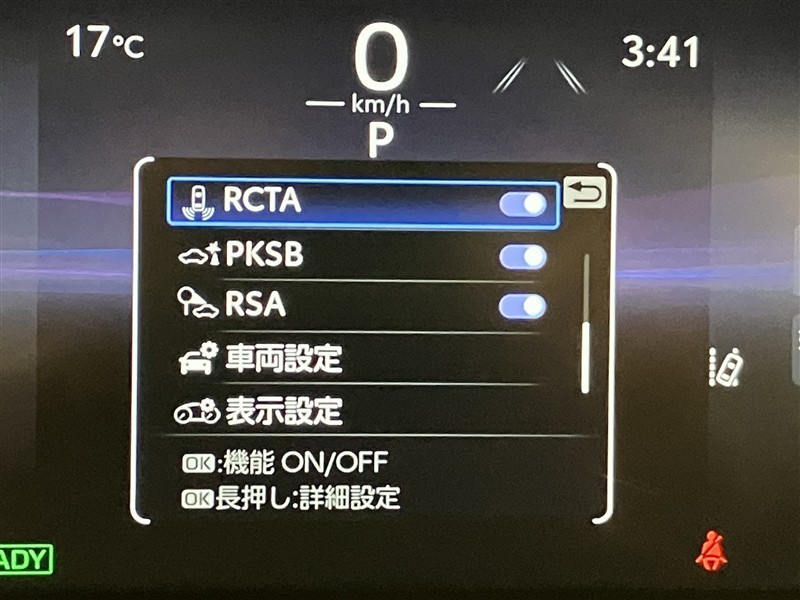 17℃
0
3:41
km/h
P
RCTA
PKSB
RSA
車両設定
表示設定
OK:機能 ON/OFF
OK長押し:詳細設定
ADY